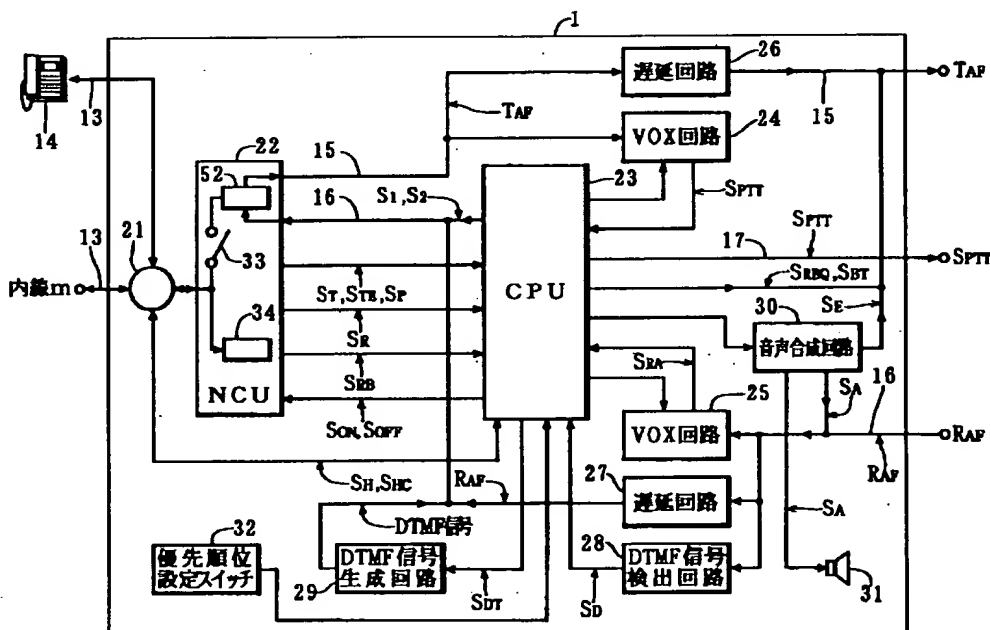 1
26
遅延回路
15
TAF
13
14
TAF
24
VOX回路
22
15
23
52
16
S1,S2
SPTT
13
21
33
SPTT
17
SPTT
内線m
CPU
ST,STE,SP
SRBQ,SBT
SE
30
34
SR
音声合成回路
NCU
SRB
SRA
25
SA
16
SON,SOFF
VOX回路
RAF
RAF
SH,SHC
RAF
27
遅延回路
32
DTMF信号
28
SA
優先順位
設定スイッチ
DTMF信号
生成回路
29
DTMF信号
検出回路
SDT
SD
31